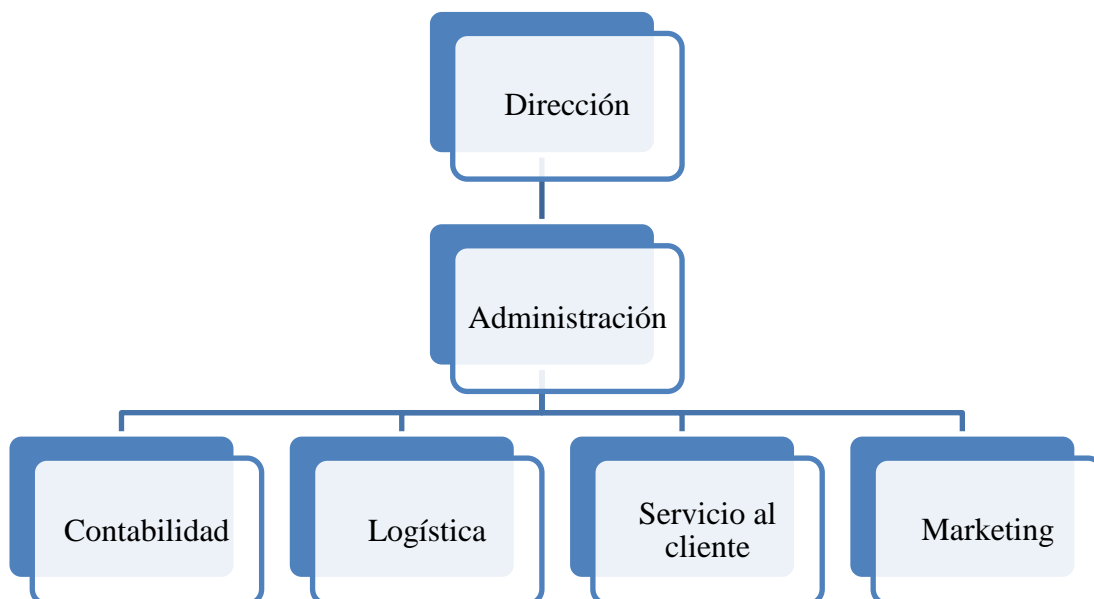 Dirección
Administración
Contabilidad
Logística
Servicio al
cliente
Marketing